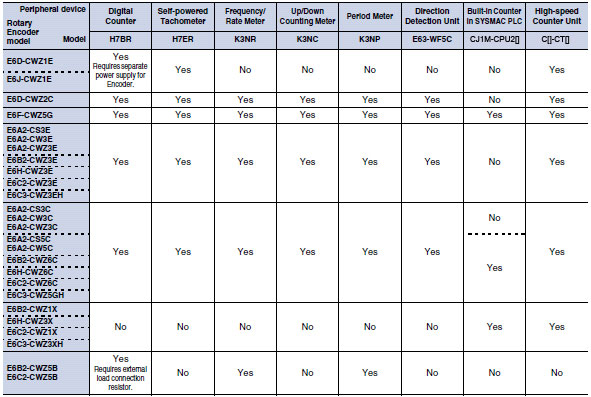 Peripheral device
Rotary
Encoder
model
Model
Digital
Counter
Self-powered
Tachometer
Frequency/
Rate Meter
Up/Down
Counting Meter
Period Meter
Direction
Detection Unit
Built-in Counter
in SYSMAC PLC
High-speed
Counter Unit
H7BR
H7ER
K3NR
K3NC
K3NP
E63-WF5C
CJ1M-CPU2[]
C[]-CT[]
E6D-CWZ1E
E6J-CWZ1E
Yes
Requires separate
power supply for
Encoder.
Yes
No
No
No
No
No
Yes
E6D-CWZ2C
Yes
Yes
Yes
Yes
Yes
Yes
No
Yes
E6F-CWZ5G
Yes
Yes
Yes
Yes
Yes
Yes
Yes
Yes
E6A2-CS3E
E6A2-CW3E
E6A2-CWZ3E
E6B2-CWZ3E
E6H-CWZ3E
E6C2-CWZ3E
E6C3-CWZ3EH
Yes
Yes
Yes
Yes
Yes
Yes
No
Yes
E6A2-CS3C
E6A2-CW3C
E6A2-CWZ3C
E6A2-CS5C
E6A2-CW5C
E6B2-CWZ6C
E6H-CWZ6C
E6C2-CWZ6C
E6C3-CWZ5GH
Yes
Yes
Yes
Yes
Yes
Yes
No
Yes
Yes
E6B2-CWZ1X
E6H-CWZ3X
E6C2-CWZ1X
E6C3-CWZ3XH
No
No
No
No
No
No
Yes
Yes
E6B2-CWZ5B
E6C2-CWZ5B
Yes
Requires external
load connection
resistor.
No
Yes
No
Yes
No
No
No